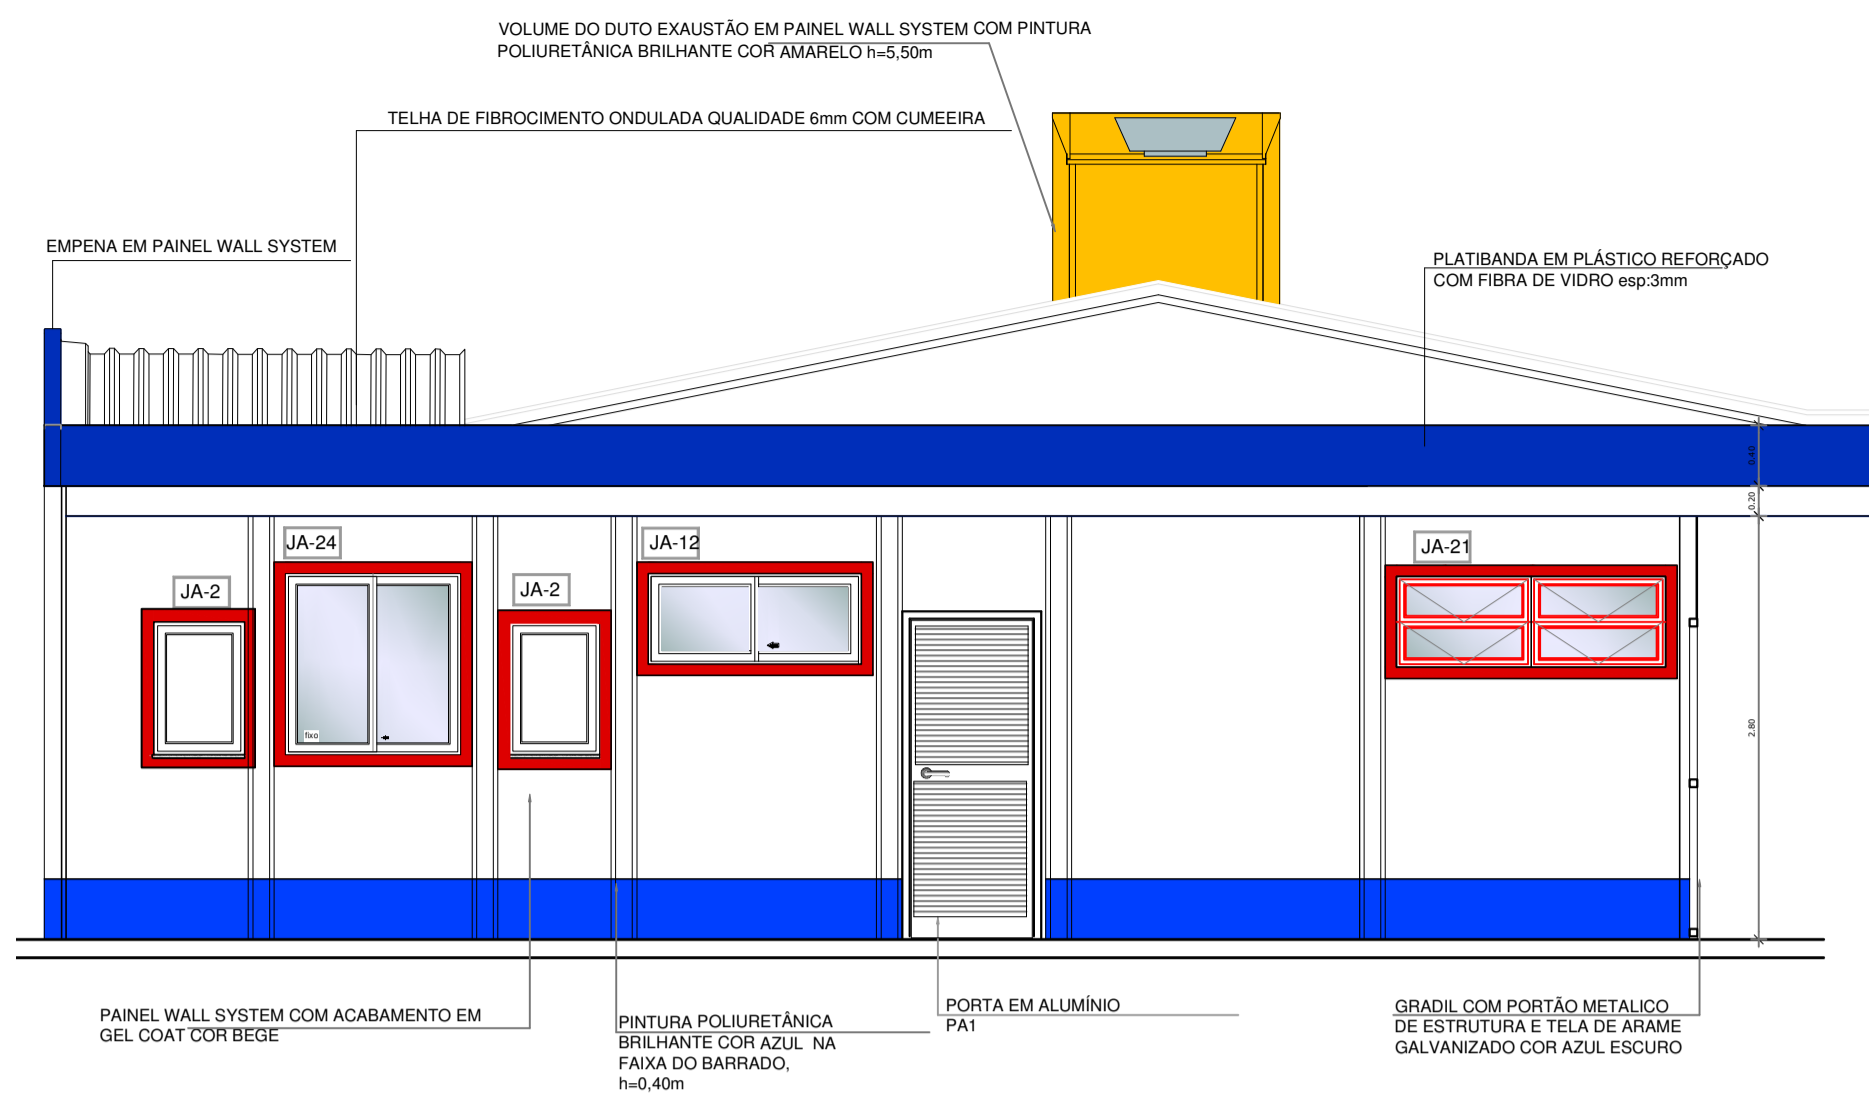 VOLUME DO DUTO EXAUSTÃO EM PAINEL WALL SYSTEM COM PINTURA
POLIURETÂNICA BRILHANTE COR AMARELO h=5,50m
TELHA DE FIBROCIMENTO ONDULADA QUALIDADE 6mm COM CUMEEIRA
EMPENA EM PAINEL WALL SYSTEM
PLATIBANDA EM PLÁSTICO REFORÇADO
COM FIBRA DE VIDRO esp:3mm
0.40
0.20
2.80
JA-2
JA-24
JA-2
JA-12
JA-21
fixo
PAINEL WALL SYSTEM COM ACABAMENTO EM
GEL COAT COR BEGE
PINTURA POLIURETÂNICA
BRILHANTE COR AZUL NA
FAIXA DO BARRADO,
h=0,40m
PORTA EM ALUMÍNIO
PA1
GRADIL COM PORTÃO METALICO
DE ESTRUTURA E TELA DE ARAME
GALVANIZADO COR AZUL ESCURO